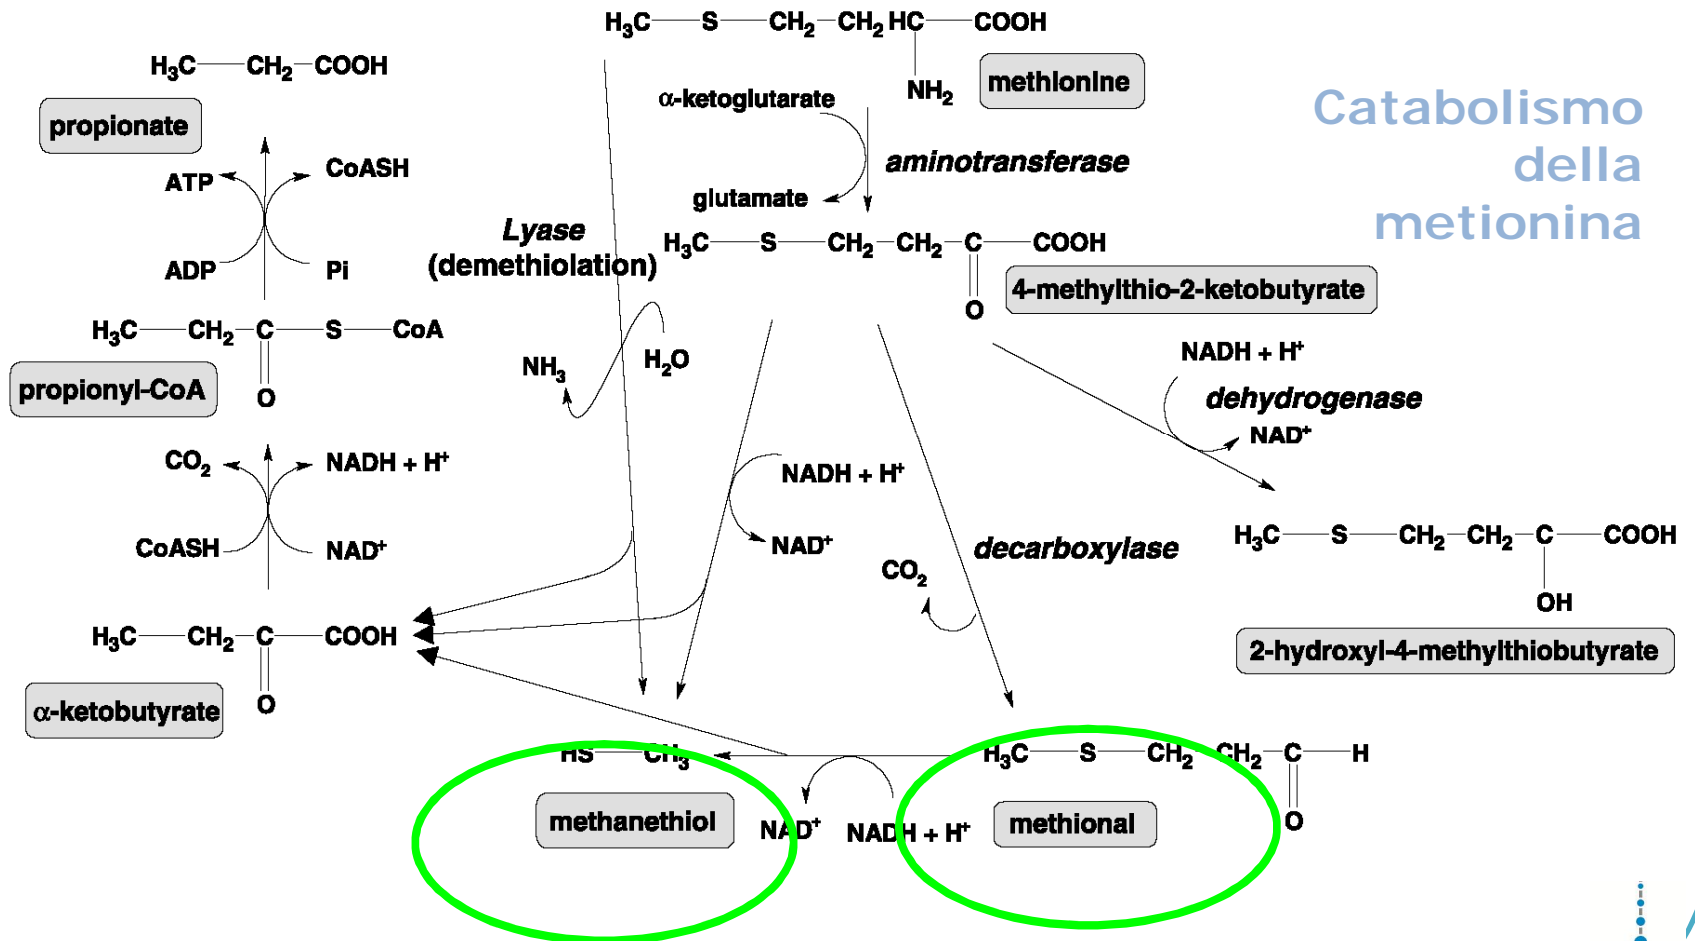 Catabolismo
della
metionina
H₃C—S—CH₂—CH₂HC—COOH
NH₂
methionine
α-ketoglutarate
aminotransferase
glutamate
H₃C—S—CH₂—CH₂—C—COOH
O
4-methylthio-2-ketobutyrate
Lyase
(demethiolation)
H₂O
NH₃
NADH + H⁺
dehydrogenase
NAD⁺
H₃C—S—CH₂—CH₂—C—COOH
OH
2-hydroxyl-4-methylthiobutyrate
NADH + H⁺
NAD⁺
decarboxylase
CO₂
H₃C—S—CH₂—CH₂—C—H
O
methional
NADH + H⁺
NAD⁺
HS—CH₃
methanethiol
H₃C—CH₂—COOH
propionate
ATP
CoASH
ADP
Pi
H₃C—CH₂—C—S—CoA
O
propionyl-CoA
CO₂
NADH + H⁺
CoASH
NAD⁺
H₃C—CH₂—C—COOH
O
α-ketobutyrate